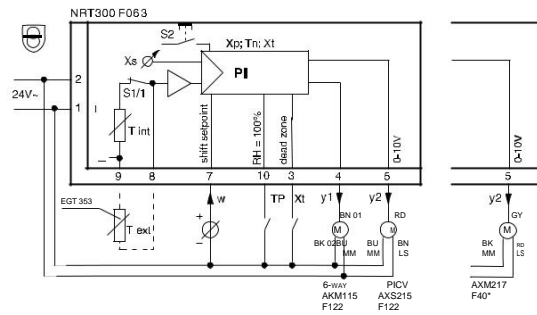 NRT300 F063
S2
Xp; Tn; Xt
Xs
PI
2
24V~
S1/1
1
I
T int
shift setpoint
RH = 100%
dead zone
0-10V
0-10V
9
8
7
10
3
4
5
5
EGT 353
T ext
w
+
−
TP
Xt
y1
y2
y2
BN 01
RD
GY
M
M
M
BK 02BU
BU
BN
BK
RD
MM
MM
LS
MM
LS
6-WAY
PICV
AXM217
AKM115
AXS215
F40*
F122
F122